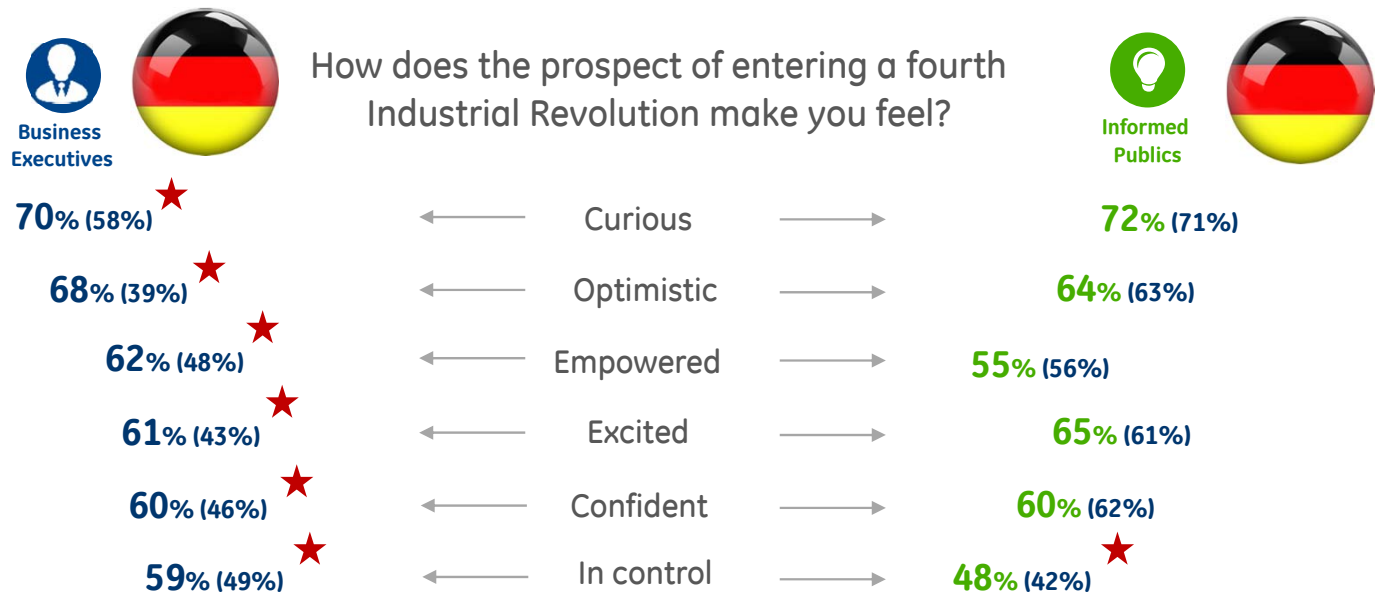 How does the prospect of entering a fourth
Industrial Revolution make you feel?
Business
Executives
Informed
Publics
70% (58%) Curious 72% (71%)
68% (39%) Optimistic 64% (63%)
62% (48%) Empowered 55% (56%)
61% (43%) Excited 65% (61%)
60% (46%) Confident 60% (62%)
59% (49%) In control 48% (42%)